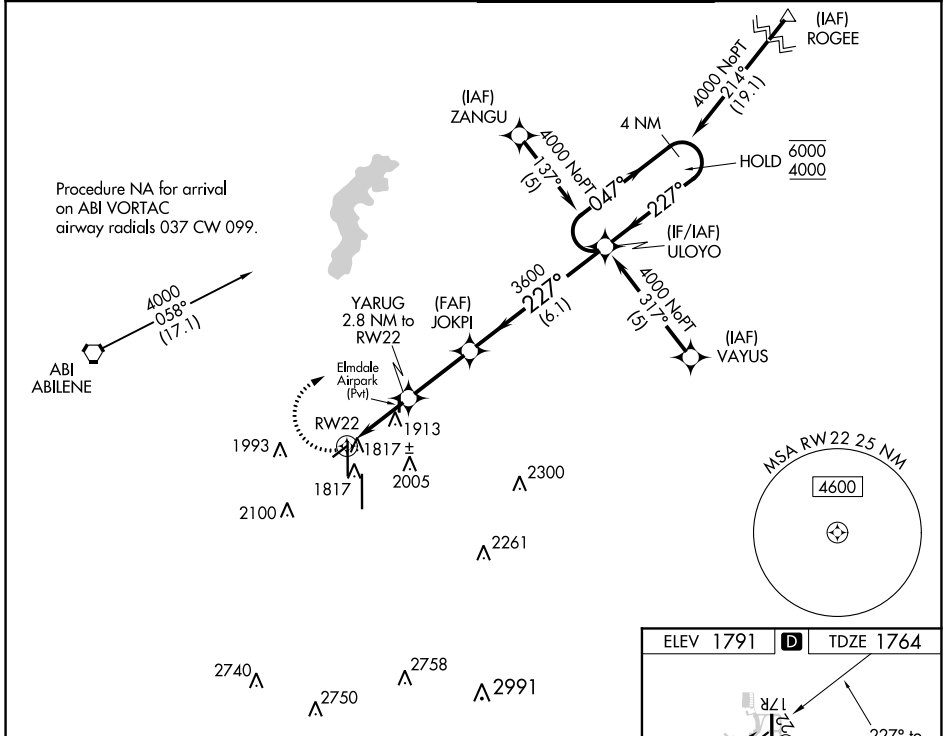 (IAF)
ROGEE
4000 NoPT
214°
(19.1)
(IAF)
ZANGU
4000 NoPT
137°
(5)
4 NM
HOLD
6000
4000
047°
227°
Procedure NA for arrival
on ABI VORTAC
airway radials 037 CW 099.
(IF/IAF)
ULOYO
4000
058°
(17.1)
3600
227°
(6.1)
4000 NoPT
317°
(5)
(IAF)
VAYUS
YARUG
2.8 NM to
RW22
(FAF)
JOKPI
ABI
ABILENE
Elmdale
Airpark
(Pvt)
RW22
1913
1993
1817 ±
2005
1817
2300
2100
2261
MSA RW22 25 NM
4600
ELEV 1791 D TDZE 1764
2740
2750
2758
2991
17R
227° to